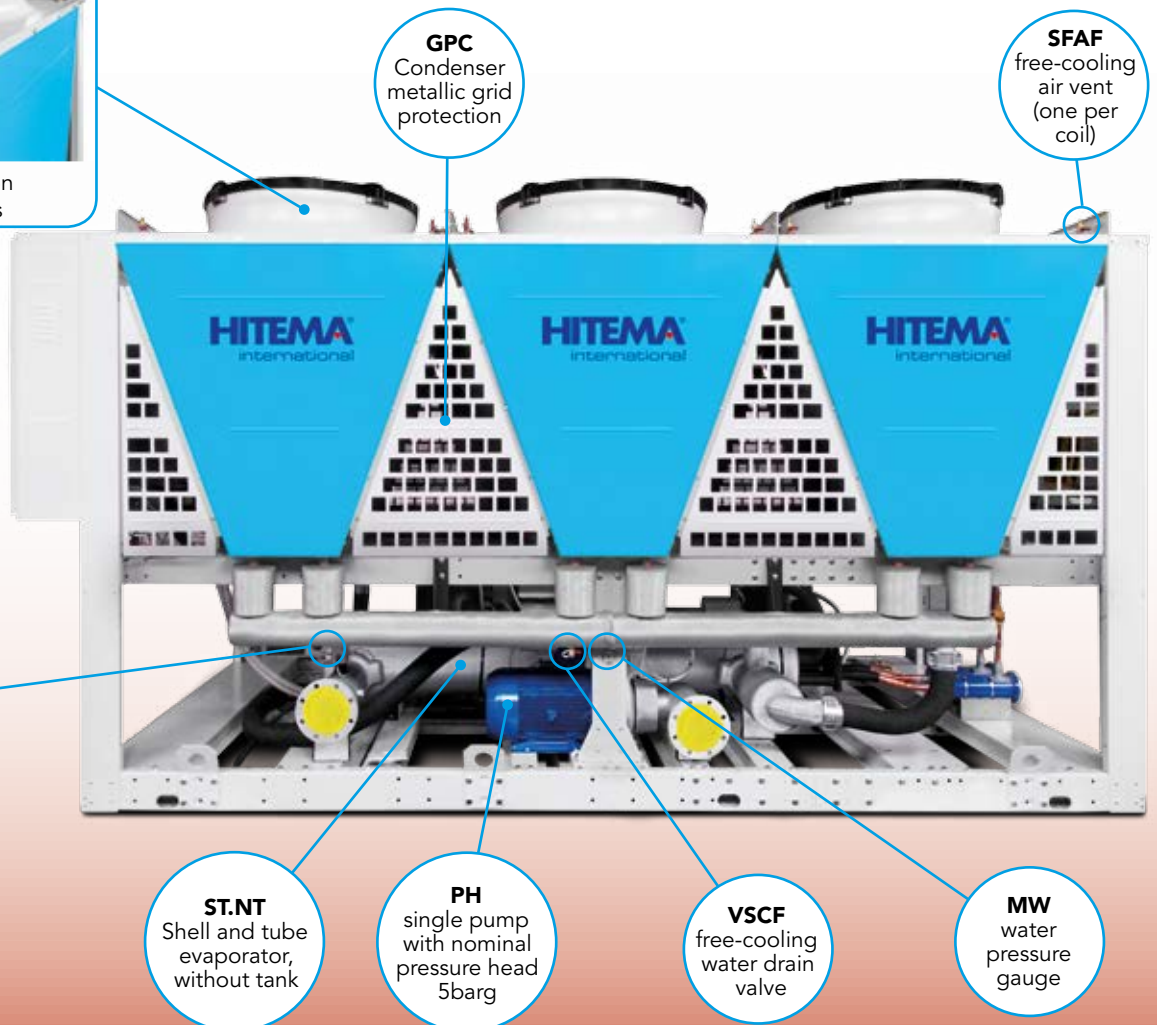 GPC
Condenser
metallic grid
protection
SFAF
free-cooling
air vent
(one per
coil)
HITEMA®
international
HITEMA®
international
HITEMA®
international
ST.NT
Shell and tube
evaporator,
without tank
PH
single pump
with nominal
pressure head
5barg
VSCF
free-cooling
water drain
valve
MW
water
pressure
gauge